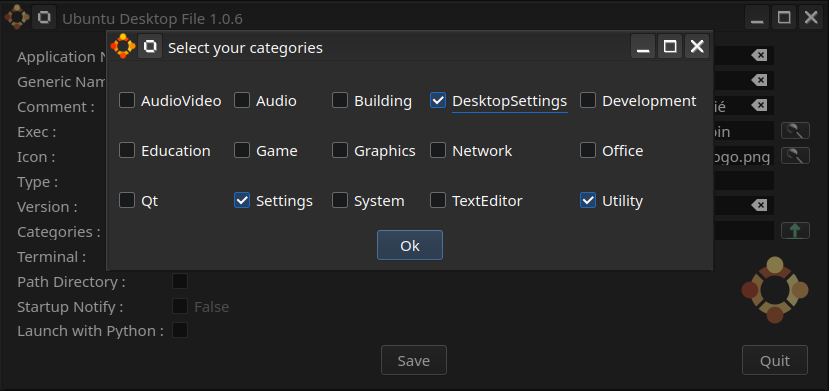 Ubuntu Desktop File 1.0.6
Select your categories
Application N
Generic Nam
Comment :
ié
Exec :
oin
Icon :
ogo.png
Type :
Version :
Categories :
Terminal :
Path Directory :
Startup Notify :
False
Launch with Python :
AudioVideo Audio Building DesktopSettings Development
Education Game Graphics Network Office
Qt Settings System TextEditor Utility
Ok
Save
Quit